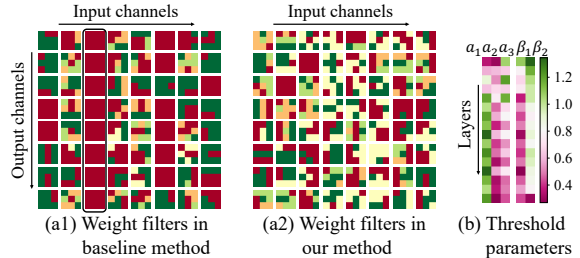 Input channels
Input channels
Output channels
a₁ a₂ a₃ β₁ β₂
Layers
1.2
1.0
0.8
0.6
0.4
(a1) Weight filters in
baseline method
(a2) Weight filters in
our method
(b) Threshold
parameters